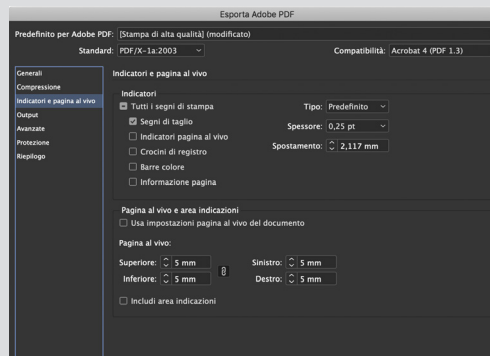 Esporta Adobe PDF
Predefinito per Adobe PDF: [Stampa di alta qualità] (modificato)
Standard: PDF/X-1a:2003 Compatibilità: Acrobat 4 (PDF 1.3)
Generali
Compressione
Indicatori e pagina al vivo
Output
Avanzate
Protezione
Riepilogo
Indicatori e pagina al vivo
Indicatori
Tutti i segni di stampa Tipo: Predefinito
Segni di taglio Spessore: 0,25 pt
Indicatori pagina al vivo Spostamento: 2,117 mm
Crocini di registro
Barre colore
Informazione pagina
Pagina al vivo e area indicazioni
Usa impostazioni pagina al vivo del documento
Pagina al vivo:
Superiore: 5 mm Sinistro: 5 mm
Inferiore: 5 mm Destro: 5 mm
Includi area indicazioni